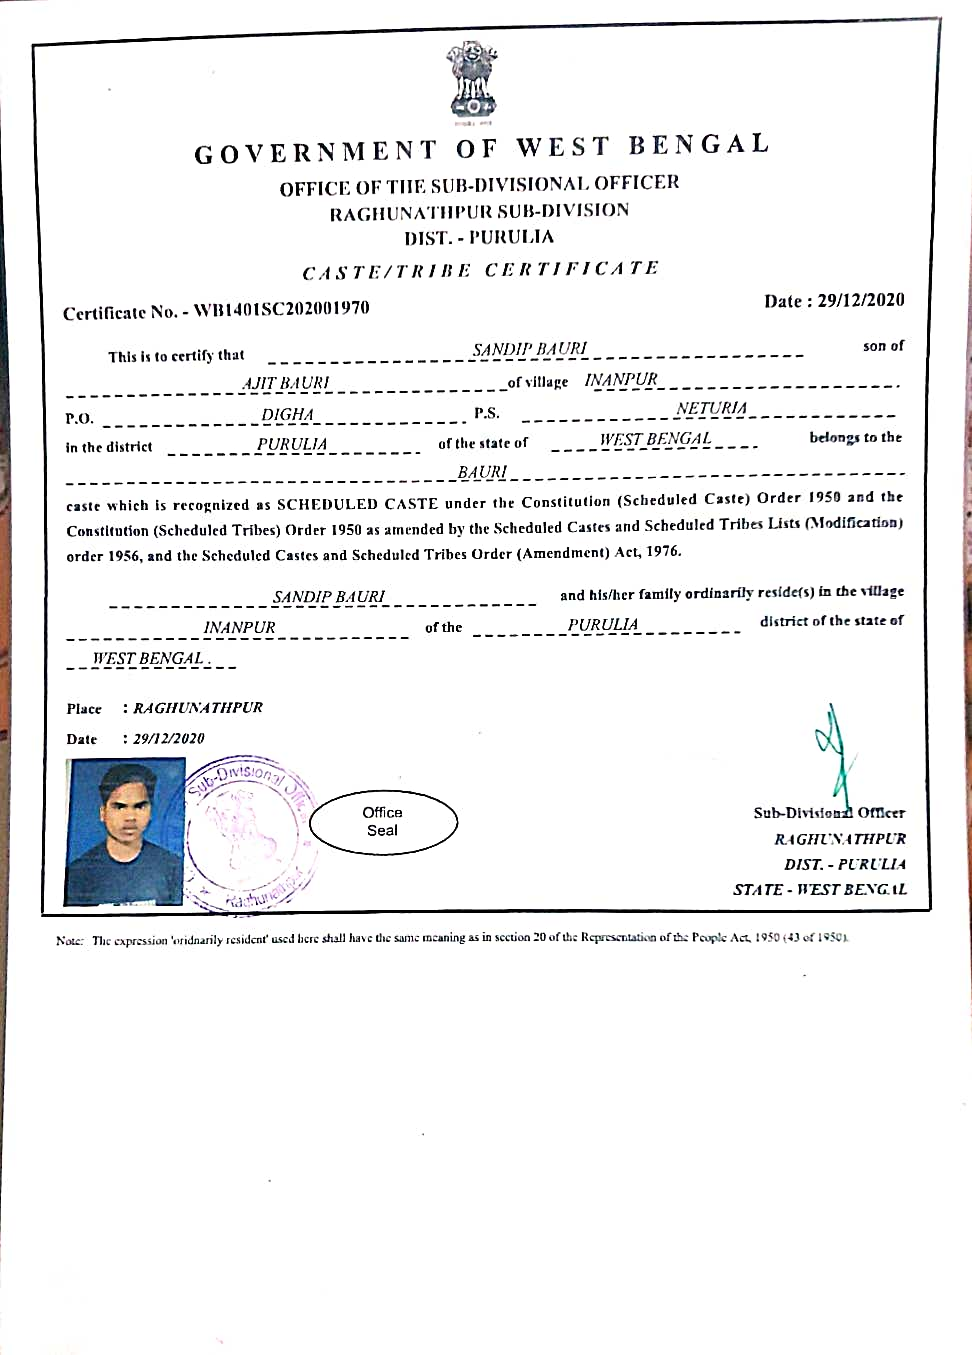 GOVERNMENT OF WEST BENGAL
OFFICE OF THE SUB-DIVISIONAL OFFICER
RAGHUNATHPUR SUB-DIVISION
DIST. - PURULIA
CASTE/TRIBE CERTIFICATE
Certificate No. - WB1401SC202001970 Date : 29/12/2020
This is to certify that SANDIP BAURI son of
AJIT BAURI of village INANPUR
P.O. DIGHA P.S. NETURIA
in the district PURULIA of the state of WEST BENGAL belongs to the
BAURI
caste which is recognized as SCHEDULED CASTE under the Constitution (Scheduled Caste) Order 1950 and the
Constitution (Scheduled Tribes) Order 1950 as amended by the Scheduled Castes and Scheduled Tribes Lists (Modification)
order 1956, and the Scheduled Castes and Scheduled Tribes Order (Amendment) Act, 1976.
SANDIP BAURI and his/her family ordinarily reside(s) in the village
INANPUR of the PURULIA district of the state of
WEST BENGAL .
Place : RAGHUNATHPUR
Date : 29/12/2020
Sub-Divisional Officer
Raghunathpur
Office
Seal
Sub-Divisional Officer
RAGHUNATHPUR
DIST. - PURULIA
STATE - WEST BENGAL
Note: The expression 'oridnarily resident' used here shall have the same meaning as in section 20 of the Representation of the People Act, 1950 (43 of 1950).